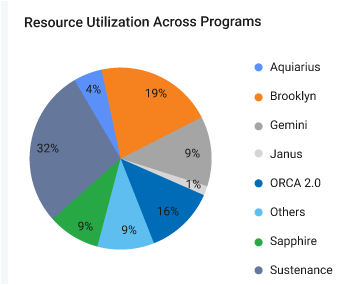 Resource Utilization Across Programs
4%
19%
9%
1%
16%
9%
9%
32%
Aquiarius
Brooklyn
Gemini
Janus
ORCA 2.0
Others
Sapphire
Sustenance